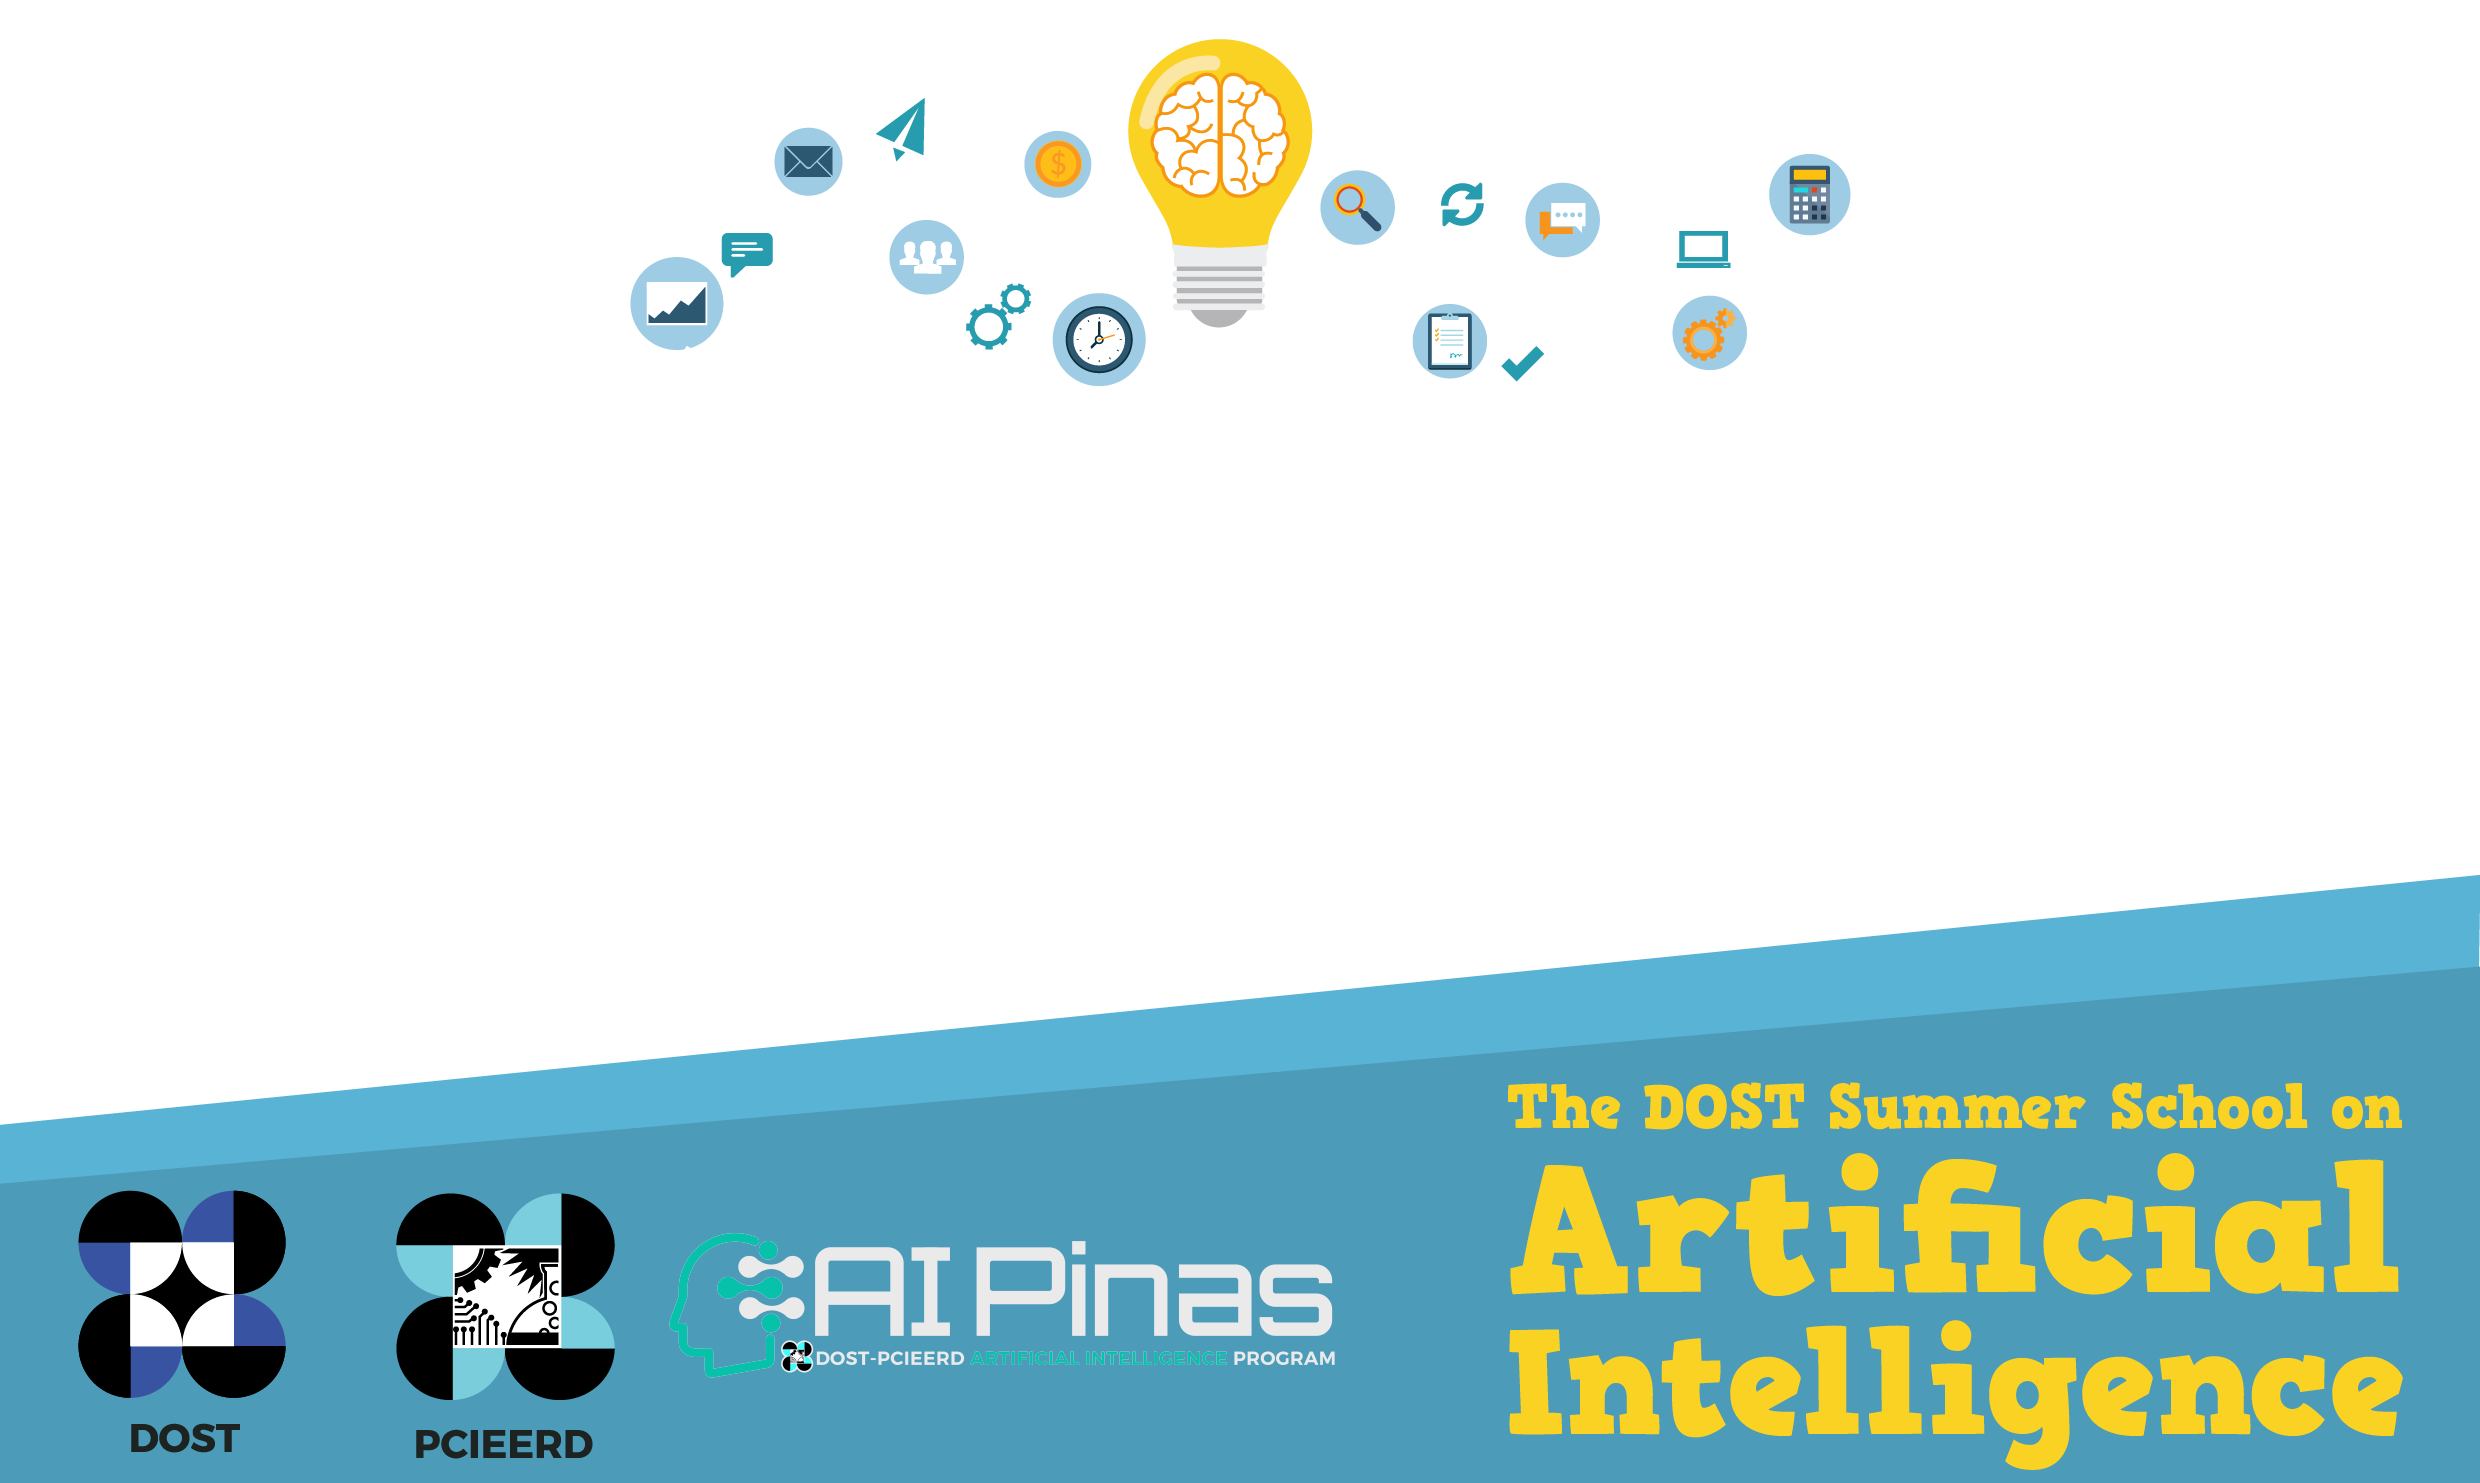 $
The DOST Summer School on
Artificial
Intelligence
AI Pinas
DOST-PCIEERD ARTIFICIAL INTELLIGENCE PROGRAM
DOST
PCIEERD